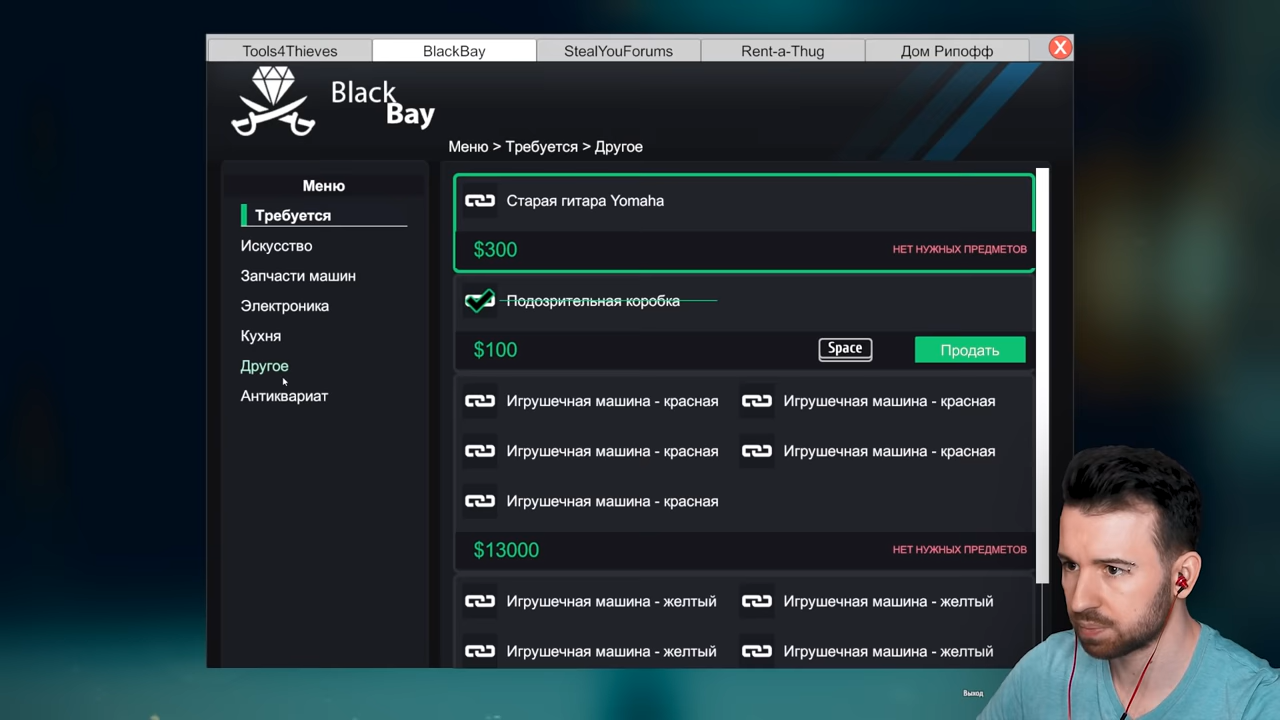 Tools4Thieves
BlackBay
StealYouForums
Rent-a-Thug
Дом Рипофф
X
Black
Bay
Меню > Требуется > Другое
Меню
Требуется
Искусство
Запчасти машин
Электроника
Кухня
Другое
Антиквариат
Старая гитара Yomaha
$300
НЕТ НУЖНЫХ ПРЕДМЕТОВ
Подозрительная коробка
$100
Space
Продать
Игрушечная машина - красная
Игрушечная машина - красная
Игрушечная машина - красная
Игрушечная машина - красная
Игрушечная машина - красная
$13000
НЕТ НУЖНЫХ ПРЕДМЕТОВ
Игрушечная машина - желтый
Игрушечная машина - желтый
Игрушечная машина - желтый
Игрушечная машина - желтый
Выход